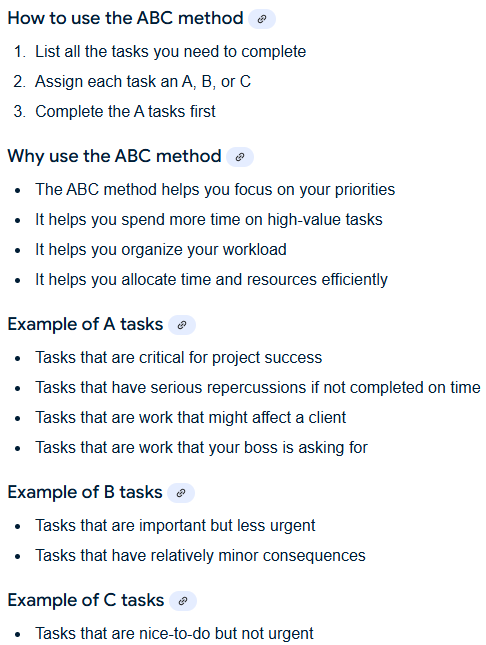 How to use the ABC method
1. List all the tasks you need to complete
2. Assign each task an A, B, or C
3. Complete the A tasks first
Why use the ABC method
• The ABC method helps you focus on your priorities
• It helps you spend more time on high-value tasks
• It helps you organize your workload
• It helps you allocate time and resources efficiently
Example of A tasks
• Tasks that are critical for project success
• Tasks that have serious repercussions if not completed on time
• Tasks that are work that might affect a client
• Tasks that are work that your boss is asking for
Example of B tasks
• Tasks that are important but less urgent
• Tasks that have relatively minor consequences
Example of C tasks
• Tasks that are nice-to-do but not urgent